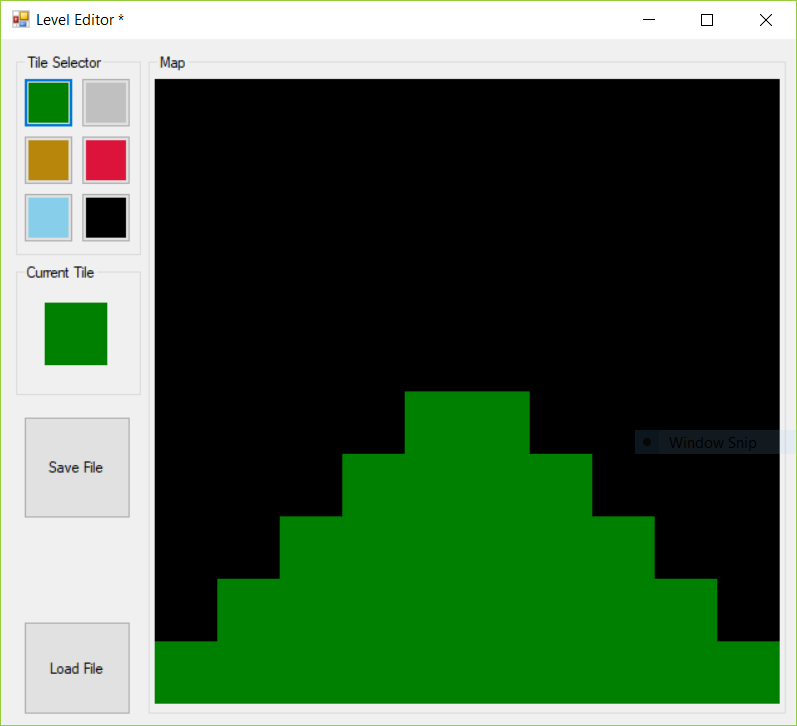 Level Editor *
Tile Selector
Map
Current Tile
Window Snip
Save File
Load File